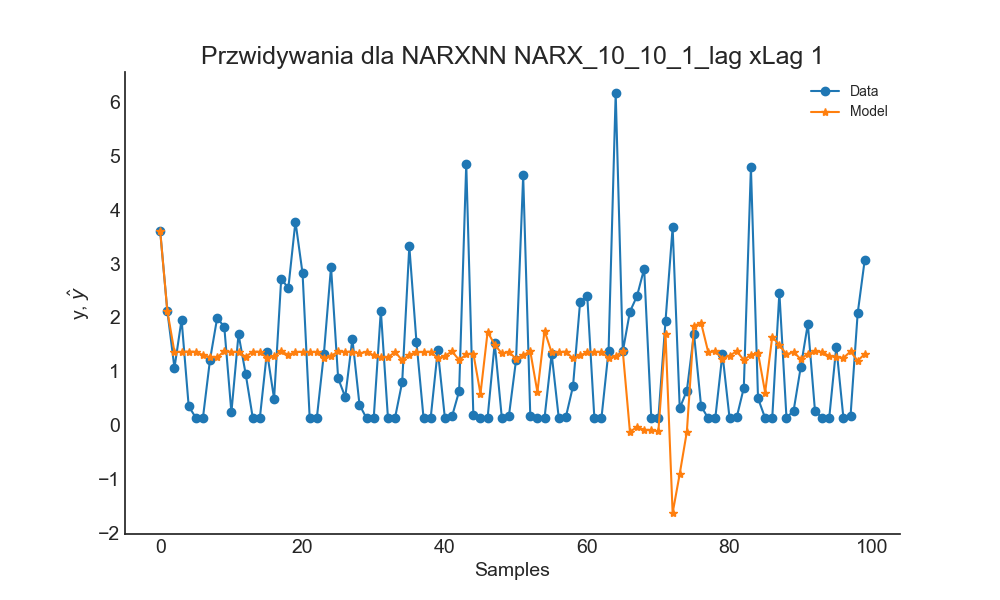 Przwidywania dla NARXNN NARX_10_10_1_lag xLag 1
Data
Model
6
5
4
3
2
1
0
−1
−2
y, ŷ
0 20 40 60 80 100
Samples